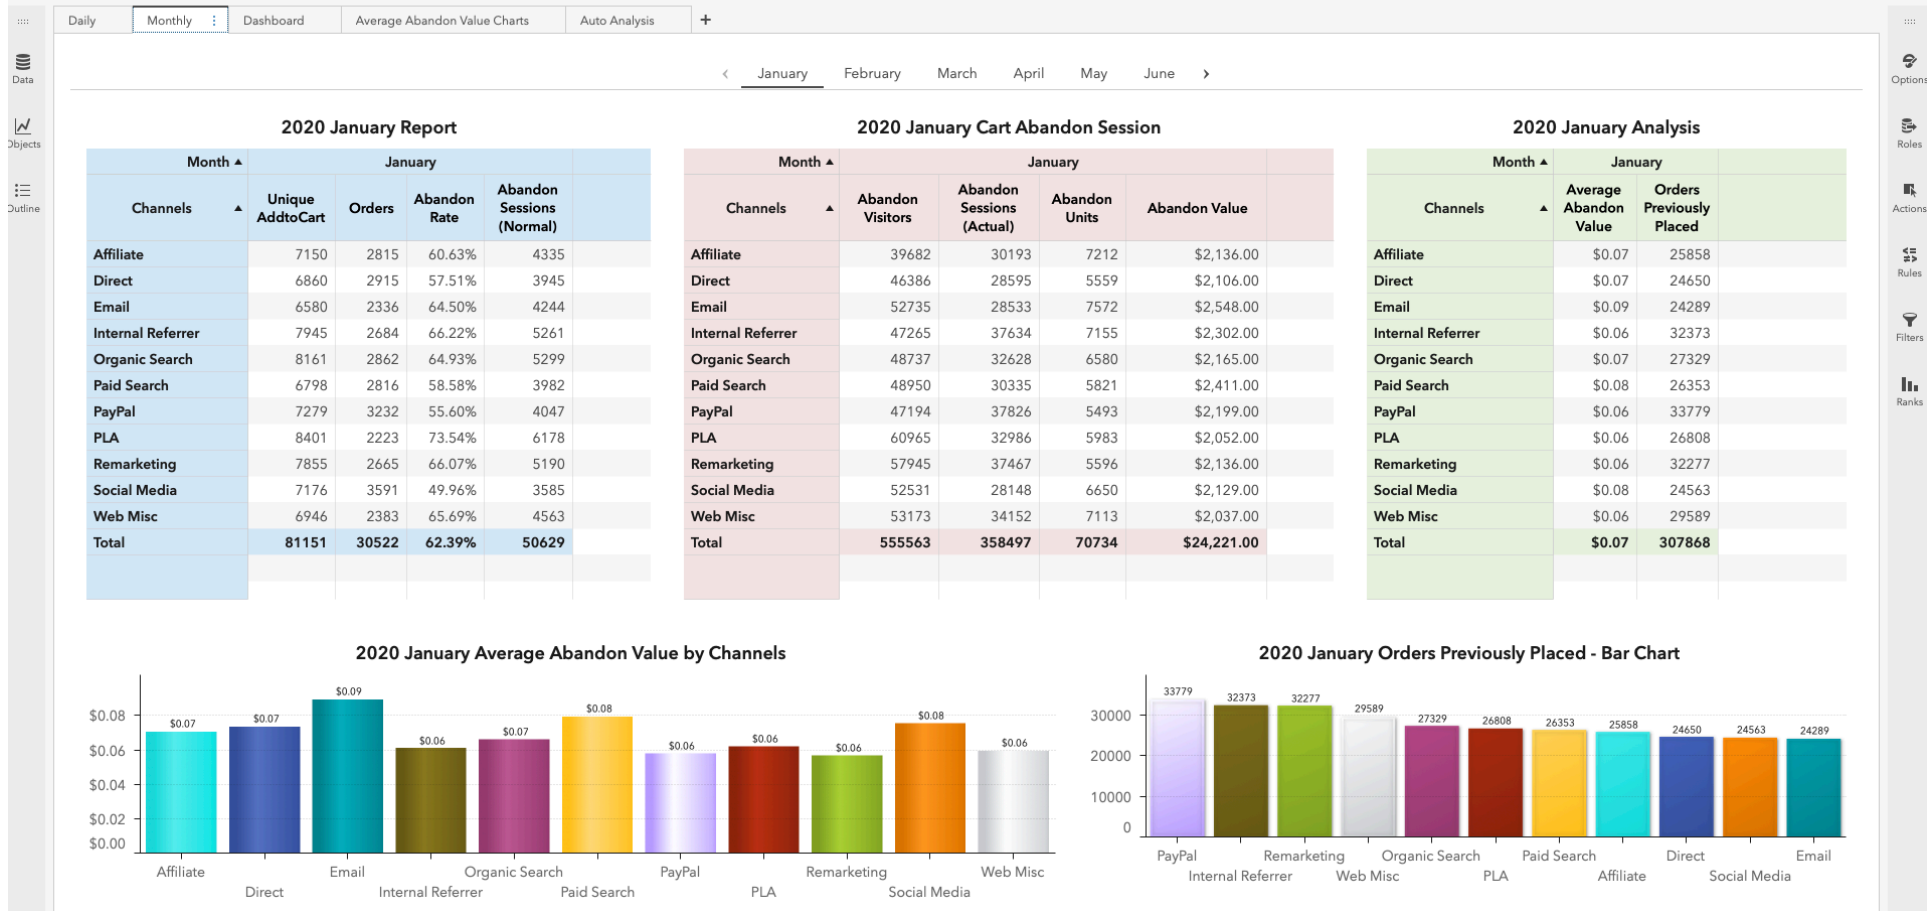 Daily Monthly Dashboard Average Abandon Value Charts Auto Analysis +
Data
Objects
Outline
Options
Roles
Actions
Rules
Filters
Ranks
January February March April May June
2020 January Report
Month January
Channels Unique AddtoCart Orders Abandon Rate Abandon Sessions (Normal)
Affiliate 7150 2815 60.63% 4335
Direct 6860 2915 57.51% 3945
Email 6580 2336 64.50% 4244
Internal Referrer 7945 2684 66.22% 5261
Organic Search 8161 2862 64.93% 5299
Paid Search 6798 2816 58.58% 3982
PayPal 7279 3232 55.60% 4047
PLA 8401 2223 73.54% 6178
Remarketing 7855 2665 66.07% 5190
Social Media 7176 3591 49.96% 3585
Web Misc 6946 2383 65.69% 4563
Total 81151 30522 62.39% 50629
2020 January Cart Abandon Session
Month January
Channels Abandon Visitors Abandon Sessions (Actual) Abandon Units Abandon Value
Affiliate 39682 30193 7212 $2,136.00
Direct 46386 28595 5559 $2,106.00
Email 52735 28533 7572 $2,548.00
Internal Referrer 47265 37634 7155 $2,302.00
Organic Search 48737 32628 6580 $2,165.00
Paid Search 48950 30335 5821 $2,411.00
PayPal 47194 37826 5493 $2,199.00
PLA 60965 32986 5983 $2,052.00
Remarketing 57945 37467 5596 $2,136.00
Social Media 52531 28148 6650 $2,129.00
Web Misc 53173 34152 7113 $2,037.00
Total 555563 358497 70734 $24,221.00
2020 January Analysis
Month January
Channels Average Abandon Value Orders Previously Placed
Affiliate $0.07 25858
Direct $0.07 24650
Email $0.09 24289
Internal Referrer $0.06 32373
Organic Search $0.07 27329
Paid Search $0.08 26353
PayPal $0.06 33779
PLA $0.06 26808
Remarketing $0.06 32277
Social Media $0.08 24563
Web Misc $0.06 29589
Total $0.07 307868
2020 January Average Abandon Value by Channels
$0.08
$0.06
$0.04
$0.02
$0.00
$0.07 $0.07 $0.09 $0.06 $0.07 $0.08 $0.06 $0.06 $0.06 $0.08 $0.06
Affiliate Email Organic Search PayPal Remarketing Web Misc
Direct Internal Referrer Paid Search PLA Social Media
2020 January Orders Previously Placed - Bar Chart
30000
20000
10000
0
33779 32373 32277 29589 27329 26808 26353 25858 24650 24563 24289
PayPal Remarketing Organic Search Paid Search Direct Email
Internal Referrer Web Misc PLA Affiliate Social Media